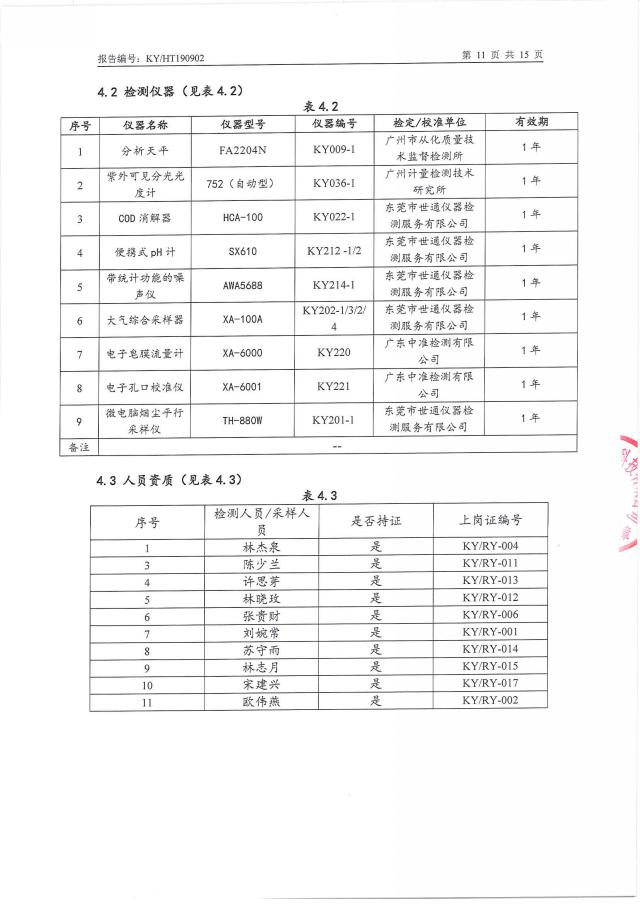 报告编号：KY/HT190902 第 11 页 共 15 页
4.2 检测仪器（见表4.2）
表 4.2
序号 仪器名称 仪器型号 仪器编号 检定/校准单位 有效期
1 分析天平 FA2204N KY009-1 广州市从化质量技术监督检测所 1 年
2 紫外可见分光光度计 752（自动型） KY036-1 广州计量检测技术研究所 1 年
3 COD 消解器 HCA-100 KY022-1 东莞市世通仪器检测服务有限公司 1 年
4 便携式 pH 计 SX610 KY212 -1/2 东莞市世通仪器检测服务有限公司 1 年
5 带统计功能的噪声仪 AWA5688 KY214-1 东莞市世通仪器检测服务有限公司 1 年
6 大气综合采样器 XA-100A KY202-1/3/2/4 东莞市世通仪器检测服务有限公司 1 年
7 电子皂膜流量计 XA-6000 KY220 广东中准检测有限公司 1 年
8 电子孔口校准仪 XA-6001 KY221 广东中准检测有限公司 1 年
9 微电脑烟尘平行采样仪 TH-880W KY201-1 东莞市世通仪器检测服务有限公司 1 年
备注 --
4.3 人员资质（见表4.3）
表 4.3
序号 检测人员/采样人员 是否持证 上岗证编号
1 林杰泉 是 KY/RY-004
3 陈少兰 是 KY/RY-011
4 许思芽 是 KY/RY-013
5 林晓玫 是 KY/RY-012
6 张贵财 是 KY/RY-006
7 刘婉常 是 KY/RY-001
8 苏守雨 是 KY/RY-014
9 林志月 是 KY/RY-015
10 宋建兴 是 KY/RY-017
11 欧伟燕 是 KY/RY-002